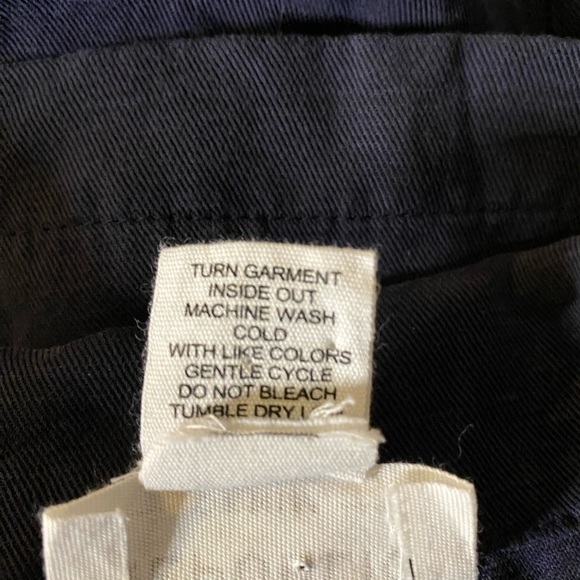 TURN GARMENT
INSIDE OUT
MACHINE WASH
COLD
WITH LIKE COLORS
GENTLE CYCLE
DO NOT BLEACH
TUMBLE DRY